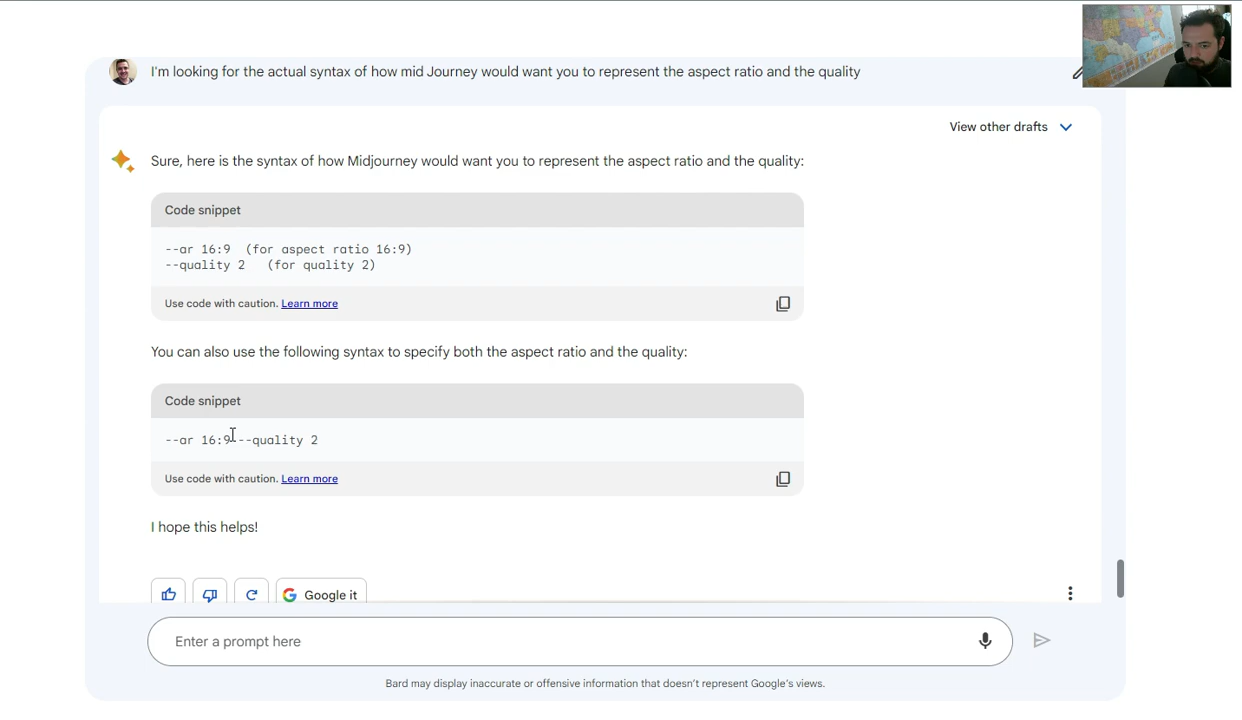 I'm looking for the actual syntax of how mid Journey would want you to represent the aspect ratio and the quality
View other drafts
Sure, here is the syntax of how Midjourney would want you to represent the aspect ratio and the quality:
Code snippet
--ar 16:9  (for aspect ratio 16:9)
--quality 2   (for quality 2)
Use code with caution. Learn more
You can also use the following syntax to specify both the aspect ratio and the quality:
Code snippet
--ar 16:9 --quality 2
Use code with caution. Learn more
I hope this helps!
Google it
Enter a prompt here
Bard may display inaccurate or offensive information that doesn't represent Google's views.